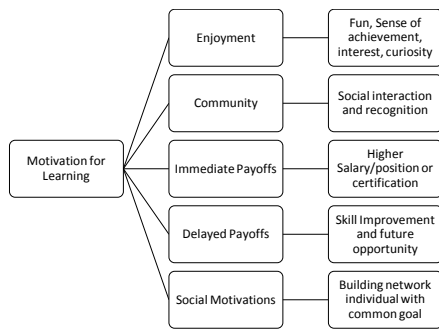 Motivation for
Learning
Enjoyment
Fun, Sense of
achievement,
interest, curiosity
Community
Social interaction
and recognition
Immediate Payoffs
Higher
Salary/position or
certification
Delayed Payoffs
Skill Improvement
and future
opportunity
Social Motivations
Building network
individual with
common goal